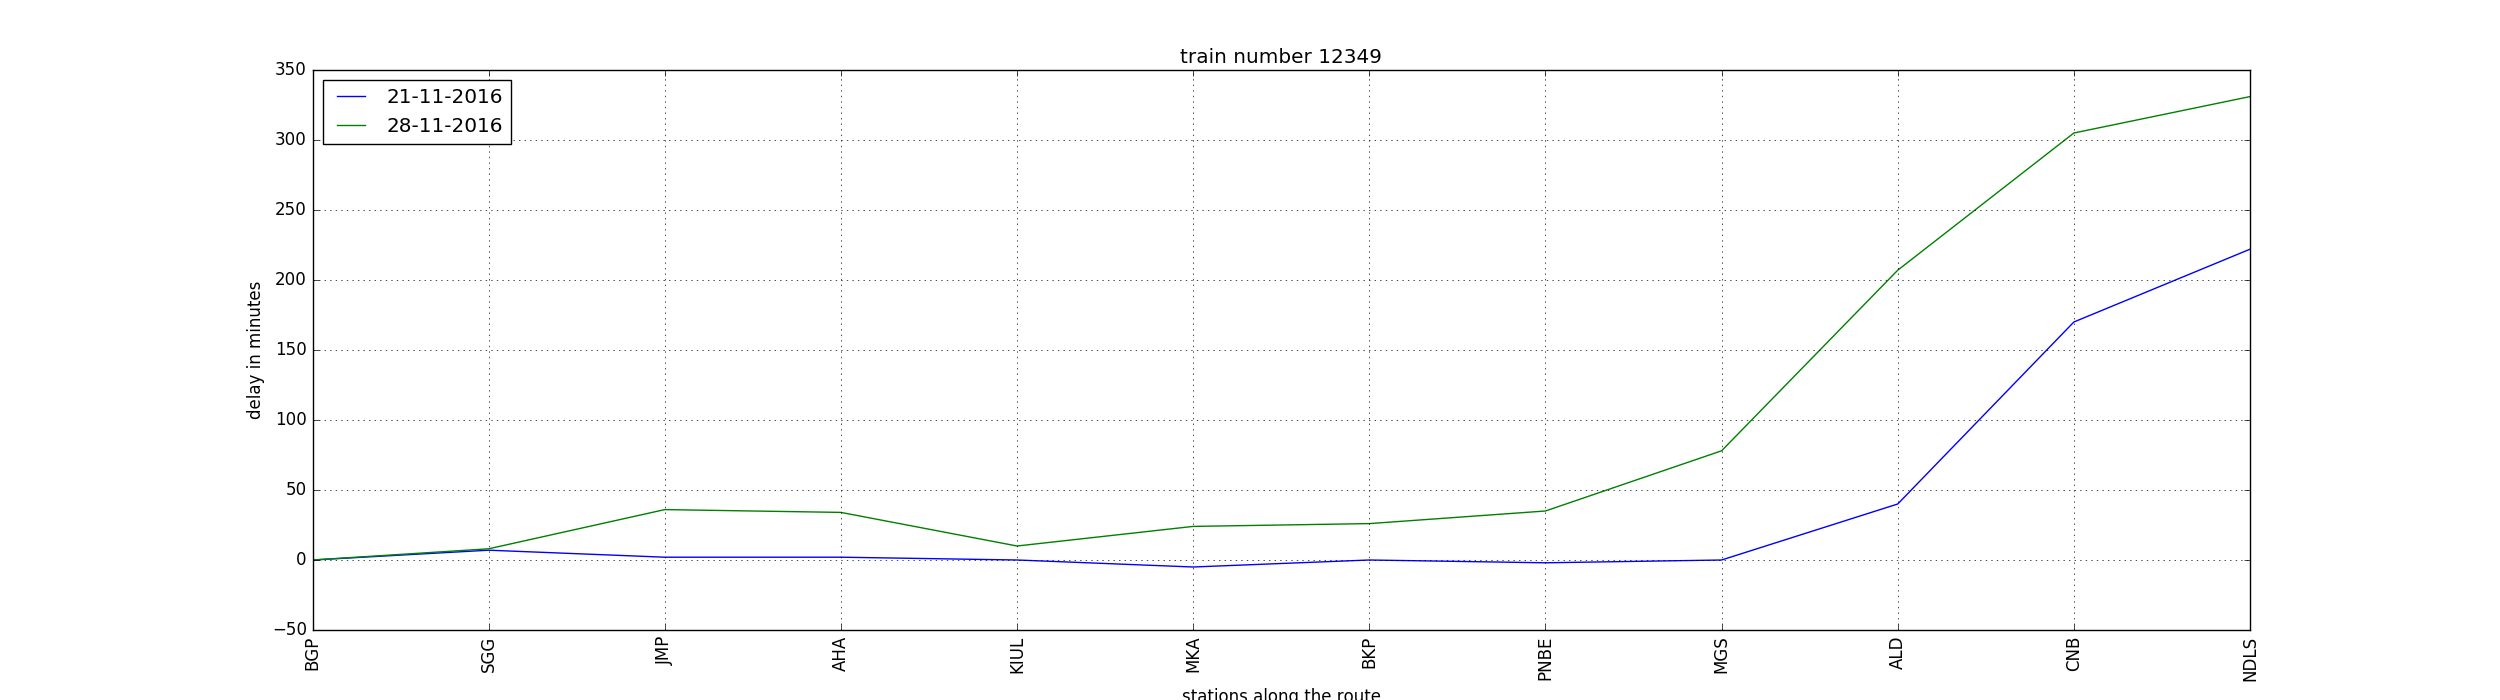 train number 12349
350
300
250
200
150
100
50
0
−50
delay in minutes
21-11-2016
28-11-2016
BGP
SGG
JMP
AHA
KIUL
MKA
BKP
PNBE
MGS
ALD
CNB
NDLS
stations along the route